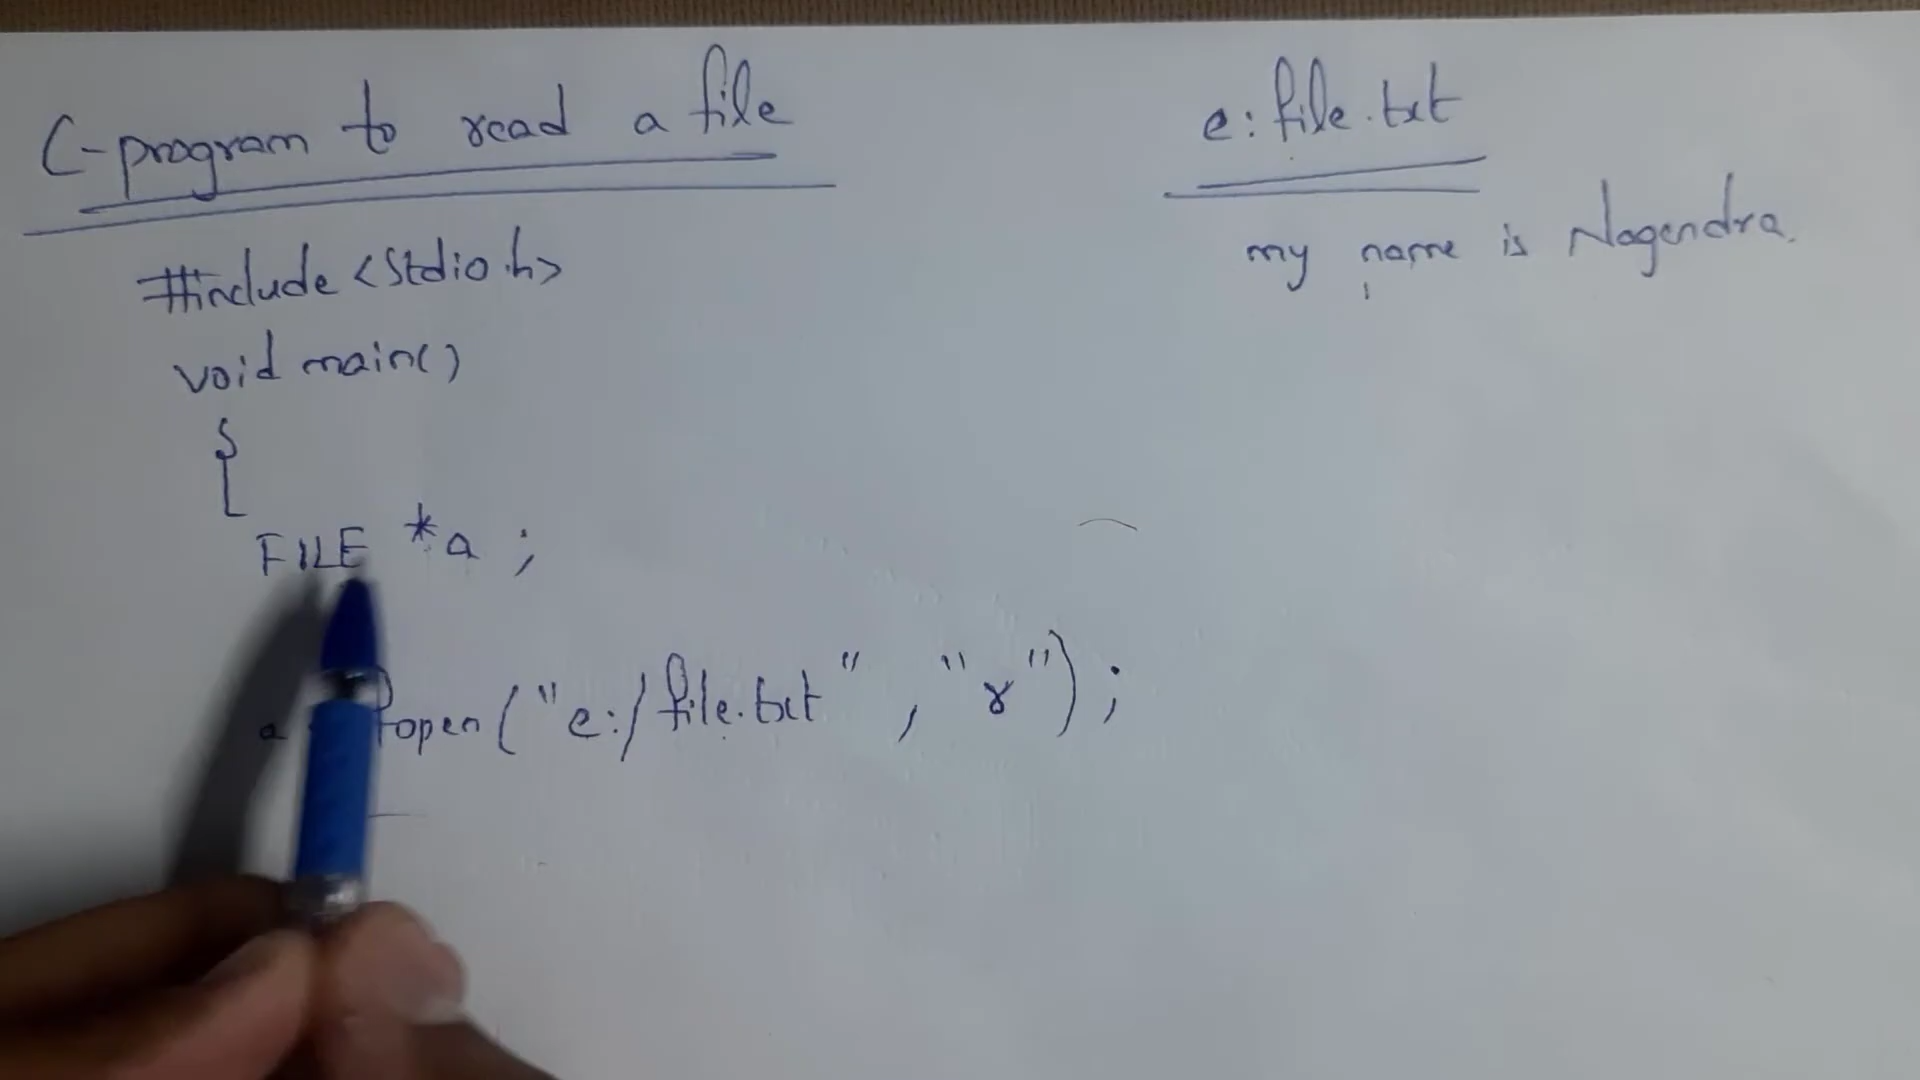 C-program to read a file
#include <stdio.h>
void main()
{
FILE *a ;
a fopen("e:/file.txt" , "r") ;
e: file.txt
my name is Nagendra.